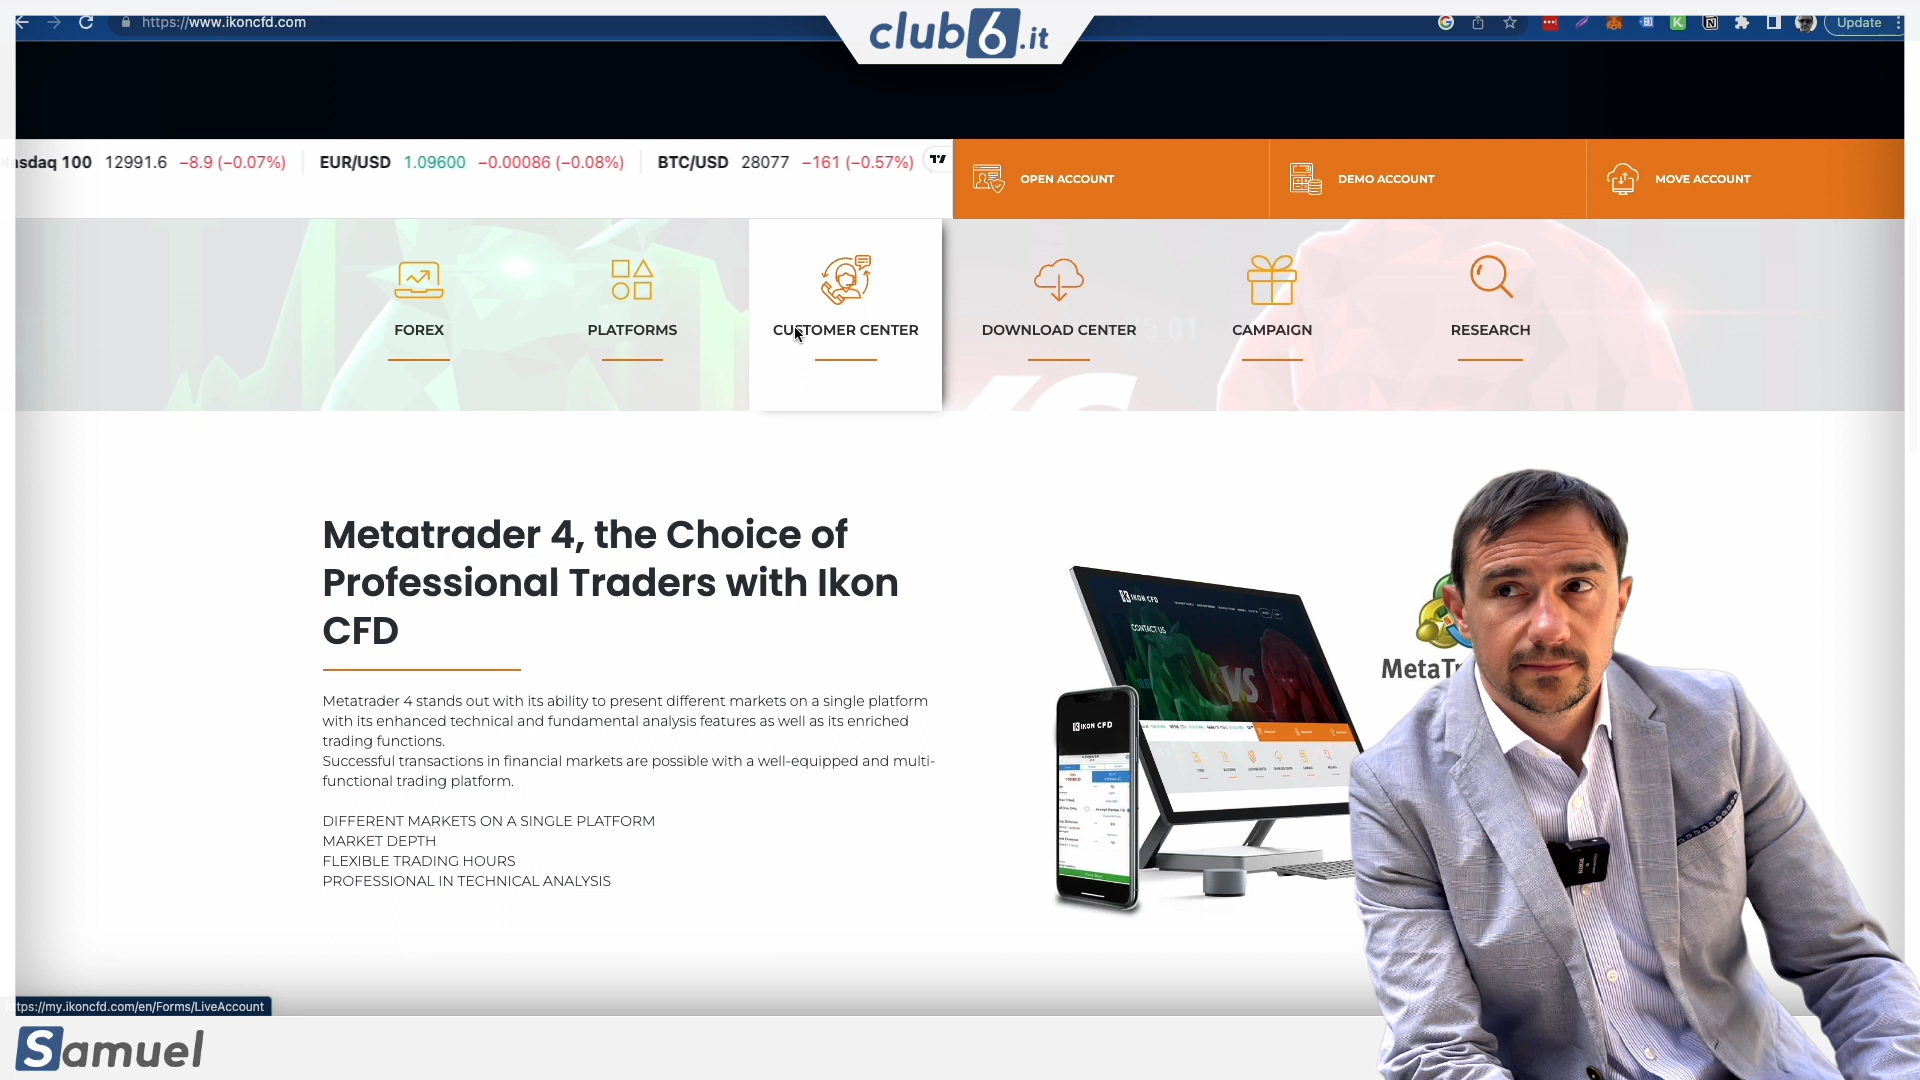 https://www.ikoncfd.com
club6.it
Update
asdaq 100 12991.6 −8.9 (−0.07%) EUR/USD 1.09600 −0.00086 (−0.08%) BTC/USD 28077 −161 (−0.57%)
OPEN ACCOUNT
DEMO ACCOUNT
MOVE ACCOUNT
FOREX
PLATFORMS
CUSTOMER CENTER
DOWNLOAD CENTER
CAMPAIGN
RESEARCH
Metatrader 4, the Choice of
Professional Traders with Ikon
CFD
Metatrader 4 stands out with its ability to present different markets on a single platform
with its enhanced technical and fundamental analysis features as well as its enriched
trading functions.
Successful transactions in financial markets are possible with a well-equipped and multi-
functional trading platform.
DIFFERENT MARKETS ON A SINGLE PLATFORM
MARKET DEPTH
FLEXIBLE TRADING HOURS
PROFESSIONAL IN TECHNICAL ANALYSIS
IKON CFD
CONTACT US
VS
IKON CFD
MetaTr
https://my.ikoncfd.com/en/Forms/LiveAccount
Samuel